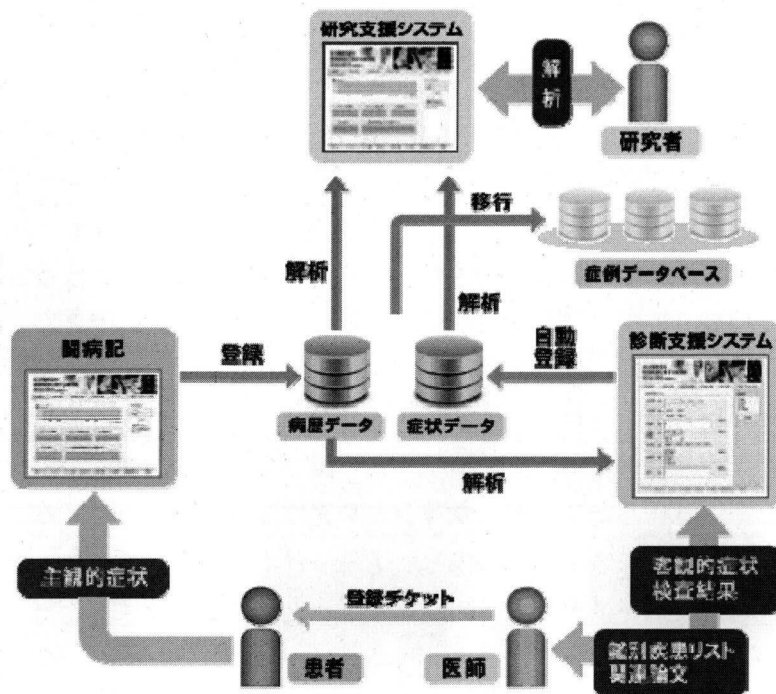 研究支援システム
解析
研究者
移行
症例データベース
解析
解析
闘病記
登録
自動
登録
診断支援システム
病歴データ
症状データ
解析
主観的症状
客観的症状
検査結果
登録チケット
患者
医師
鑑別疾患リスト
関連論文